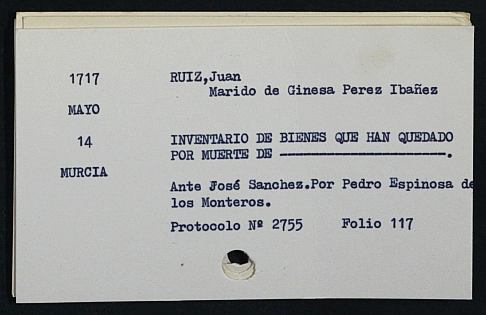 1717
MAYO
14
MURCIA
RUIZ,Juan
Marido de Ginesa Perez Ibañez
INVENTARIO DE BIENES QUE HAN QUEDADO
POR MUERTE DE ------------------------.
Ante José Sanchez.Por Pedro Espinosa de
los Monteros.
Protocolo Nº 2755 Folio 117